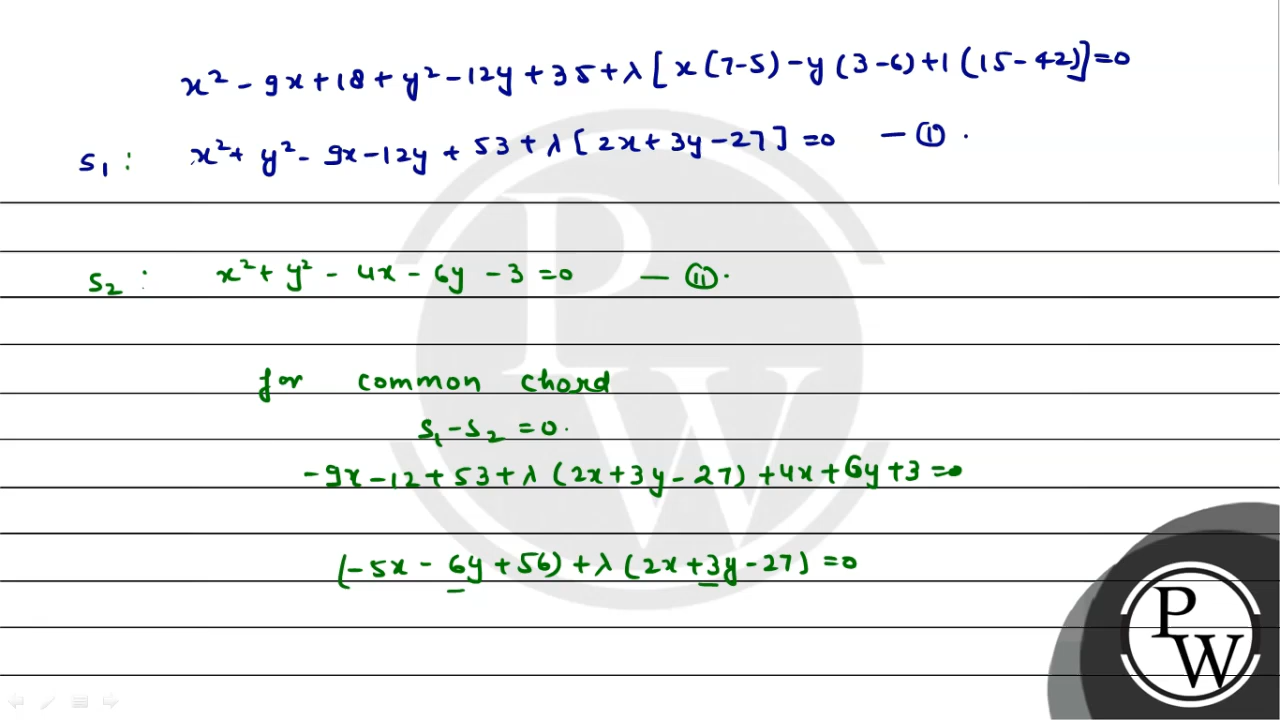 x² - 9x + 18 + y² - 12y + 35 + λ [ x (7-5) - y (3-6) + 1 (15-42)] = 0
S₁ : x² + y² - 9x - 12y + 53 + λ [ 2x + 3y - 27 ] = 0 — (i) .
S₂ : x² + y² - 4x - 6y - 3 = 0 — (ii) .
for common chord
S₁ - S₂ = 0 .
-9x - 12 + 53 + λ (2x + 3y - 27) + 4x + 6y + 3 = 0
(-5x - 6y + 56) + λ (2x + 3y - 27) = 0
P
W
P
W